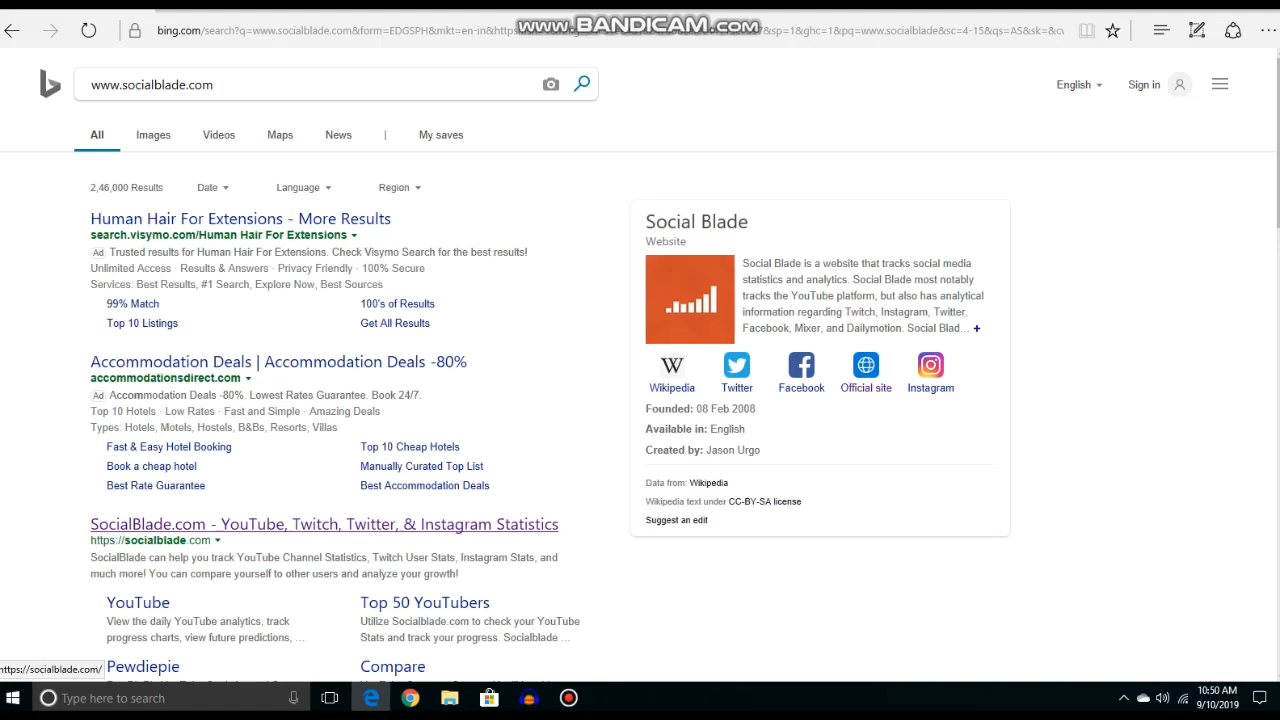 www.BANDICAM.com
bing.com/search?q=www.socialblade.com&form=EDGSPH&mkt=en-in&https
7&sp=1&ghc=1&pq=www.socialblade&sc=4-15&qs=AS&sk=&cv
www.socialblade.com
English
Sign in
All Images Videos Maps News | My saves
2,46,000 Results Date Language Region
Human Hair For Extensions - More Results
search.visymo.com/Human Hair For Extensions
Ad Trusted results for Human Hair For Extensions. Check Visymo Search for the best results!
Unlimited Access · Results & Answers · Privacy Friendly · 100% Secure
Services: Best Results, #1 Search, Explore Now, Best Sources
99% Match 100's of Results
Top 10 Listings Get All Results
Accommodation Deals | Accommodation Deals -80%
accommodationsdirect.com
Ad Accommodation Deals -80%. Lowest Rates Guarantee. Book 24/7.
Top 10 Hotels · Low Rates · Fast and Simple · Amazing Deals
Types: Hotels, Motels, Hostels, B&Bs, Resorts, Villas
Fast & Easy Hotel Booking Top 10 Cheap Hotels
Book a cheap hotel Manually Curated Top List
Best Rate Guarantee Best Accommodation Deals
SocialBlade.com - YouTube, Twitch, Twitter, & Instagram Statistics
https://socialblade.com
SocialBlade can help you track YouTube Channel Statistics, Twitch User Stats, Instagram Stats, and
much more! You can compare yourself to other users and analyze your growth!
YouTube Top 50 YouTubers
View the daily YouTube analytics, track Utilize Socialblade.com to check your YouTube
progress charts, view future predictions, ... Stats and track your progress. Socialblade ...
Pewdiepie Compare
Social Blade
Website
Social Blade is a website that tracks social media
statistics and analytics. Social Blade most notably
tracks the YouTube platform, but also has analytical
information regarding Twitch, Instagram, Twitter,
Facebook, Mixer, and Dailymotion. Social Blad... +
W
Wikipedia Twitter Facebook Official site Instagram
Founded: 08 Feb 2008
Available in: English
Created by: Jason Urgo
Data from: Wikipedia
Wikipedia text under CC-BY-SA license
Suggest an edit
https://socialblade.com/
Type here to search
10:50 AM
9/10/2019